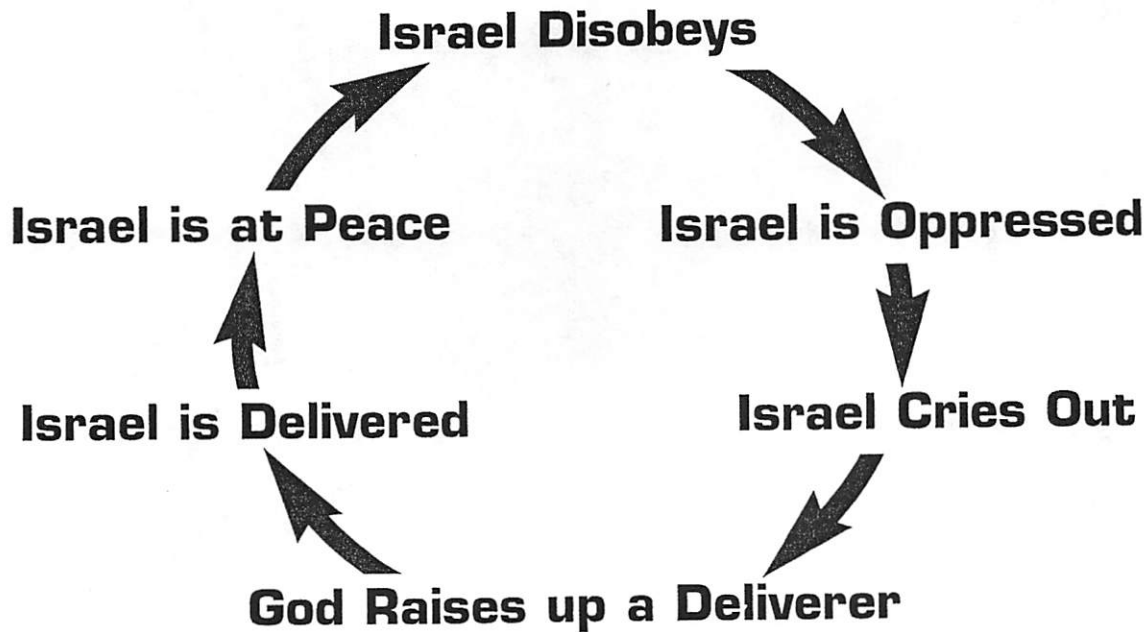 Israel Disobeys
Israel is Oppressed
Israel Cries Out
God Raises up a Deliverer
Israel is Delivered
Israel is at Peace